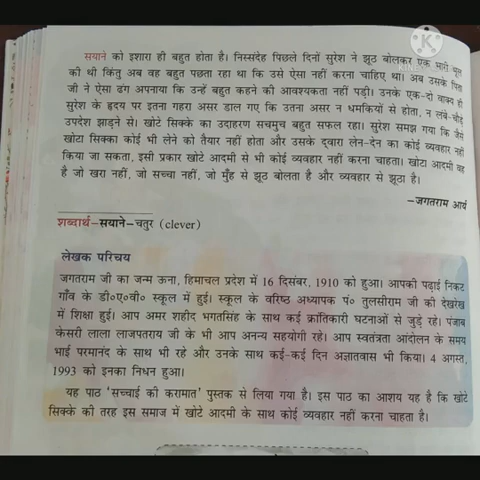 सयाने को इशारा ही बहुत होता है। निस्संदेह पिछले दिनों सुरेश ने झूठ बोलकर एक भारी भूल
की थी किंतु अब वह बहुत पछता रहा था कि उसे ऐसा नहीं करना चाहिए था। अब उसके पिता
जी ने ऐसा ढंग अपनाया कि उन्हें बहुत कहने की आवश्यकता नहीं पड़ी। उनके एक-दो वाक्य ही
सुरेश के हृदय पर इतना गहरा असर डाल गए कि उतना असर न धमकियों से होता, न लंबे-चौड़े
उपदेश झाड़ने से। खोटे सिक्के का उदाहरण सचमुच बहुत सफल रहा। सुरेश समझ गया कि जैसे
खोटा सिक्का कोई भी लेने को तैयार नहीं होता और उसके द्वारा लेन-देन का कोई व्यवहार नहीं
किया जा सकता, इसी प्रकार खोटे आदमी से भी कोई व्यवहार नहीं करना चाहता। खोटा आदमी वह
है जो खरा नहीं, जो सच्चा नहीं, जो मुँह से झूठ बोलता है और व्यवहार से झूठा है।
–जगतराम आर्य
शब्दार्थ–सयाने–चतुर (clever)
लेखक परिचय
जगतराम जी का जन्म ऊना, हिमाचल प्रदेश में 16 दिसंबर, 1910 को हुआ। आपकी पढ़ाई निकट
गाँव के डी०ए०वी० स्कूल में हुई। स्कूल के वरिष्ठ अध्यापक पं० तुलसीराम जी की देखरेख
में शिक्षा हुई। आप अमर शहीद भगतसिंह के साथ कई क्रांतिकारी घटनाओं से जुड़े रहे। पंजाब
केसरी लाला लाजपतराय जी के भी आप अनन्य सहयोगी रहे। आप स्वतंत्रता आंदोलन के समय
भाई परमानंद के साथ भी रहे और उनके साथ कई-कई दिन अज्ञातवास भी किया। 4 अगस्त,
1993 को इनका निधन हुआ।
यह पाठ 'सच्चाई की करामात' पुस्तक से लिया गया है। इस पाठ का आशय यह है कि खोटे
सिक्के की तरह इस समाज में खोटे आदमी के साथ कोई व्यवहार नहीं करना चाहता है।